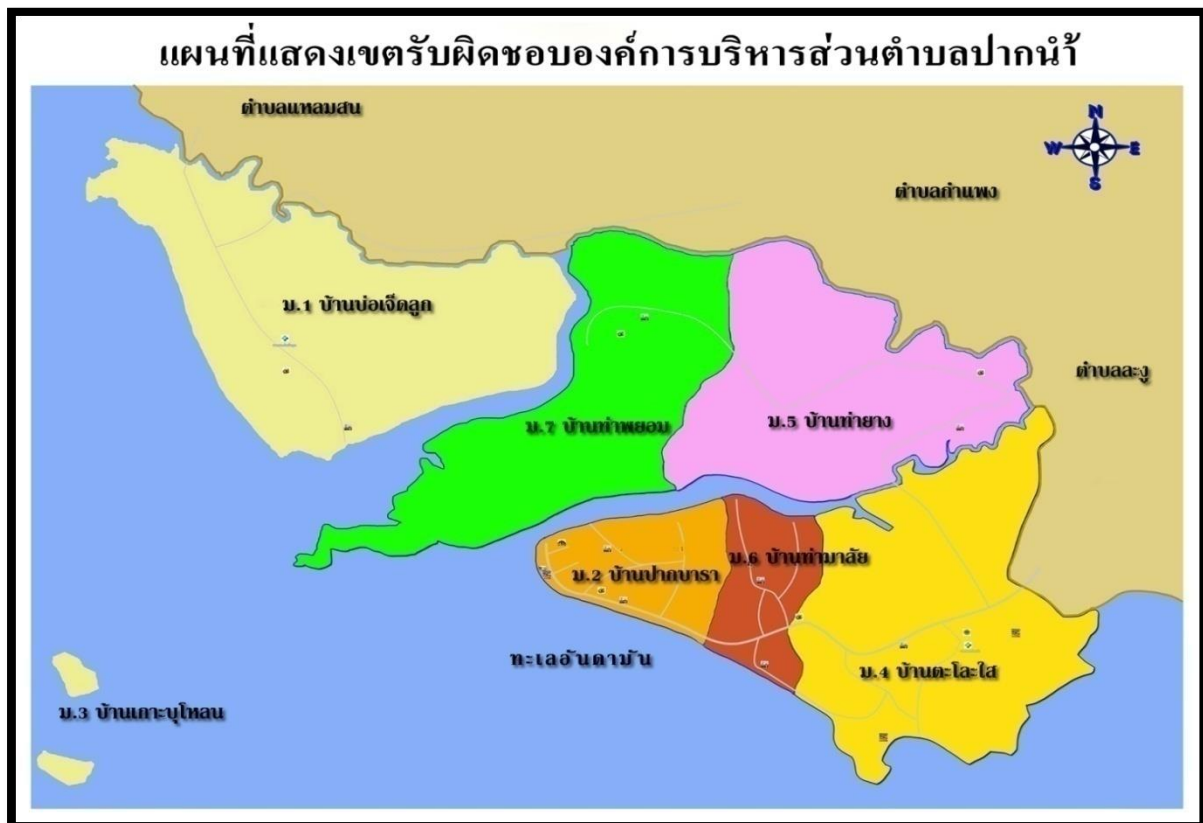 แผนที่แสดงเขตรับผิดชอบองค์การบริหารส่วนตำบลปากน้ำ
ตำบลแหลมสน
N
W E
S
ตำบลกำแพง
ม.1 บ้านบ่อเจ็ดลูก
ตำบลละงู
ม.7 บ้านท่าพยอม
ม.5 บ้านท่ายาง
ม.6 บ้านท่ามาลัย
ม.2 บ้านปากบารา
ทะเลอันดามัน
ม.4 บ้านตะโละใส
ม.3 บ้านเกาะบุโหลน